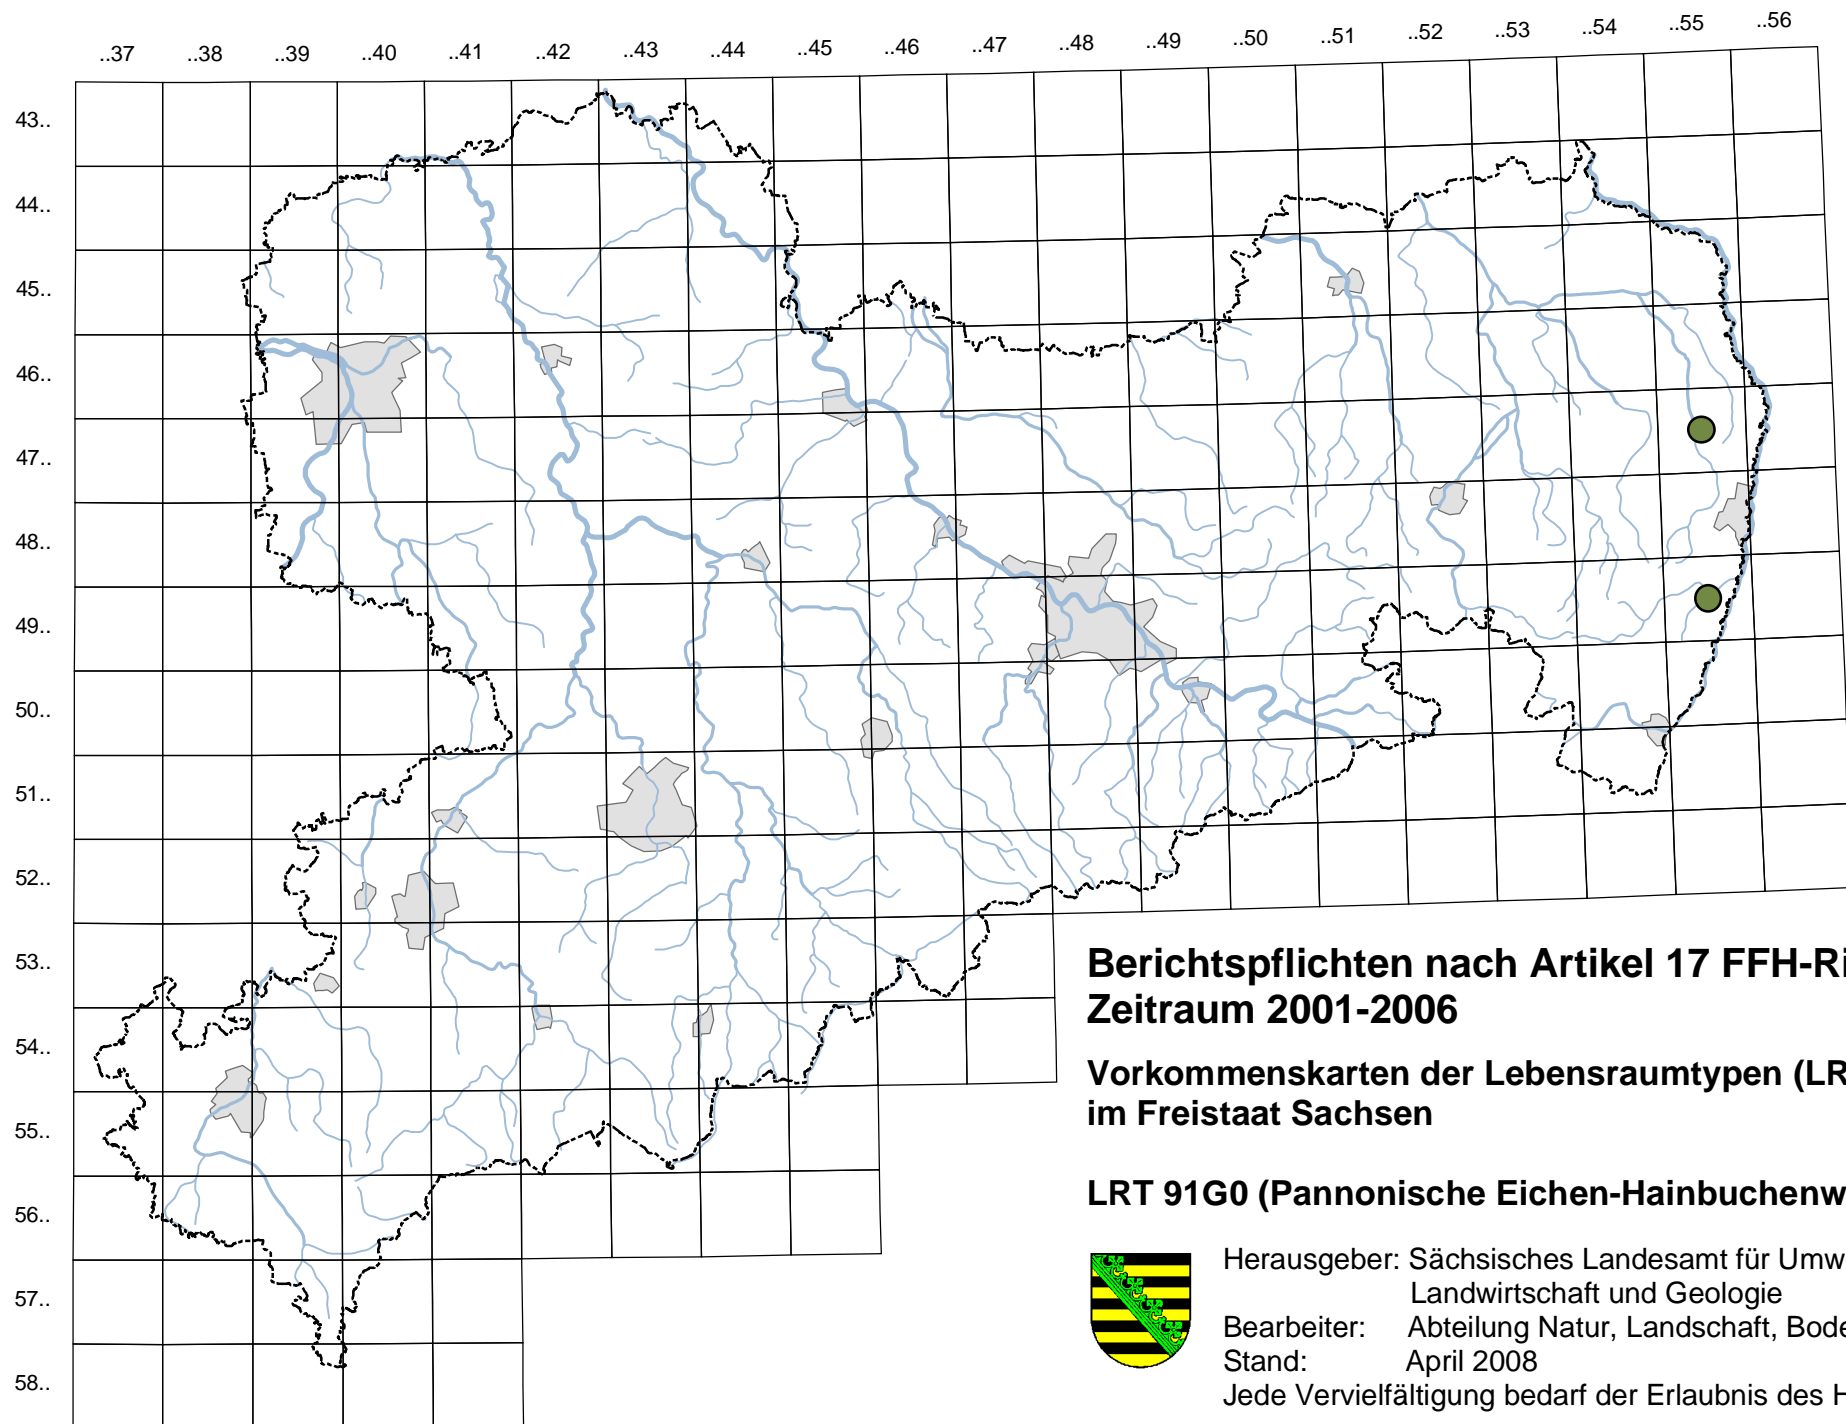 ..37 ..38 ..39 ..40 ..41 ..42 ..43 ..44 ..45 ..46 ..47 ..48 ..49 ..50 ..51 ..52 ..53 ..54 ..55 ..56
43..
44..
45..
46..
47..
48..
49..
50..
51..
52..
53..
54..
55..
56..
57..
58..
Berichtspflichten nach Artikel 17 FFH-Ri
Zeitraum 2001-2006
Vorkommenskarten der Lebensraumtypen (LR
im Freistaat Sachsen
LRT 91G0 (Pannonische Eichen-Hainbuchenw
Herausgeber: Sächsisches Landesamt für Umw
Landwirtschaft und Geologie
Bearbeiter: Abteilung Natur, Landschaft, Bode
Stand: April 2008
Jede Vervielfältigung bedarf der Erlaubnis des H